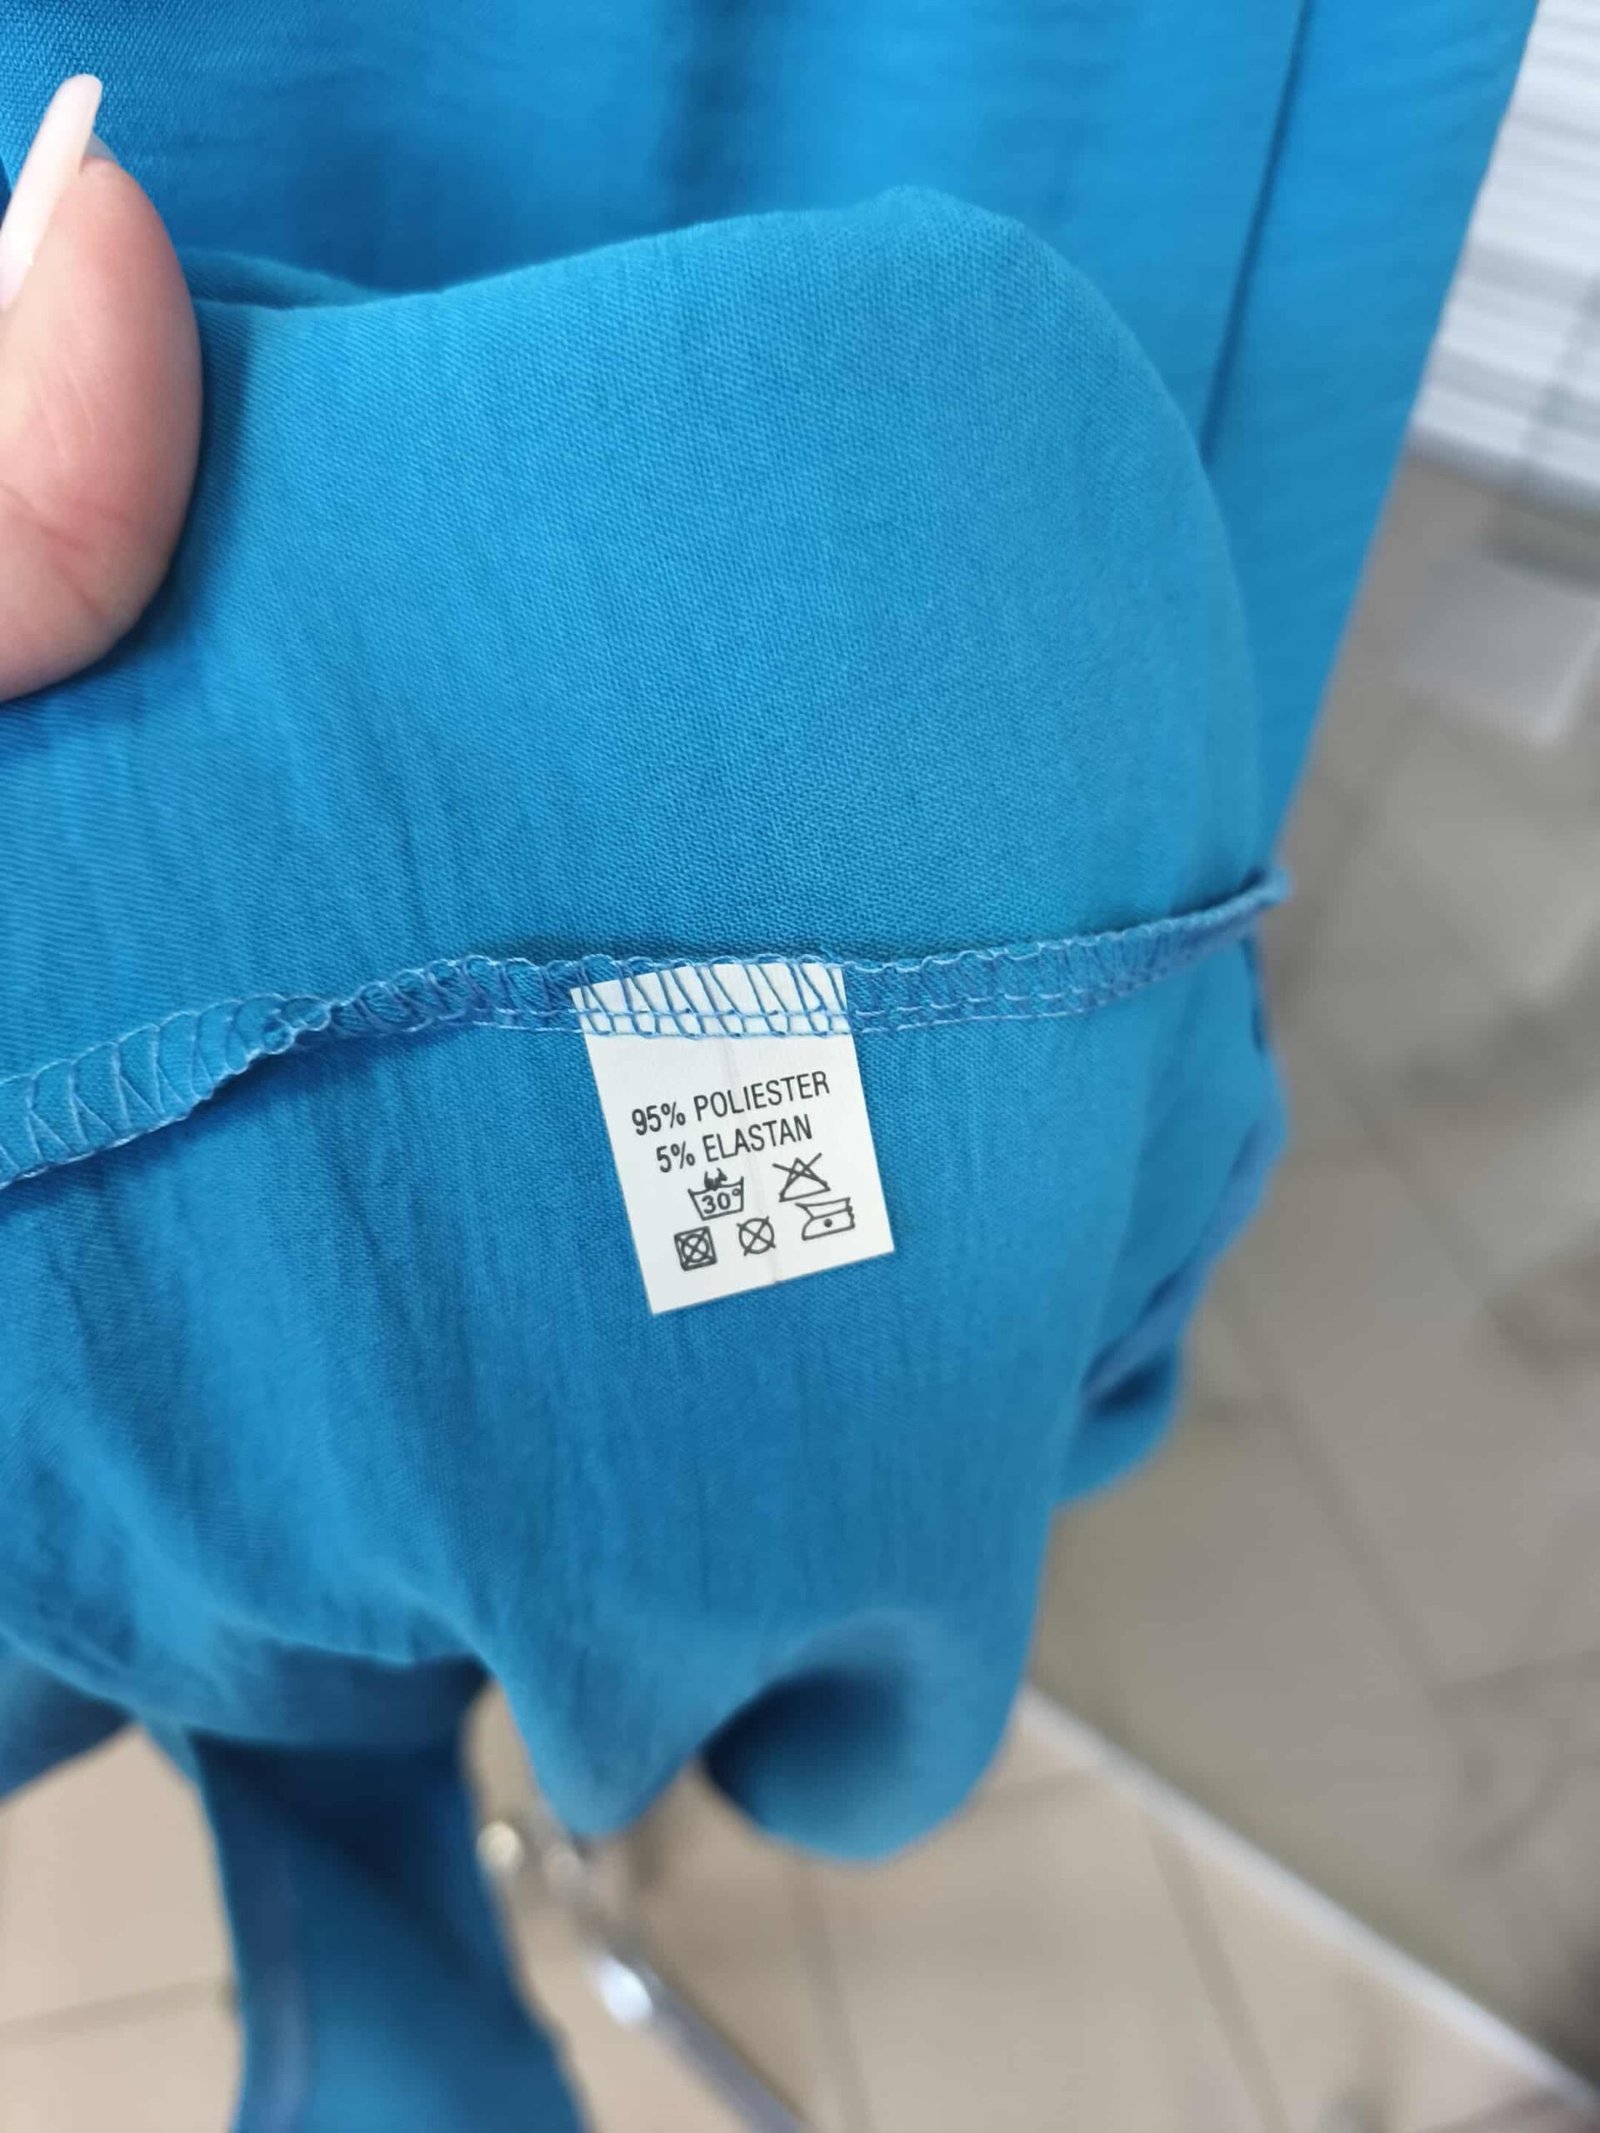 95% POLIESTER
5% ELASTAN
30°